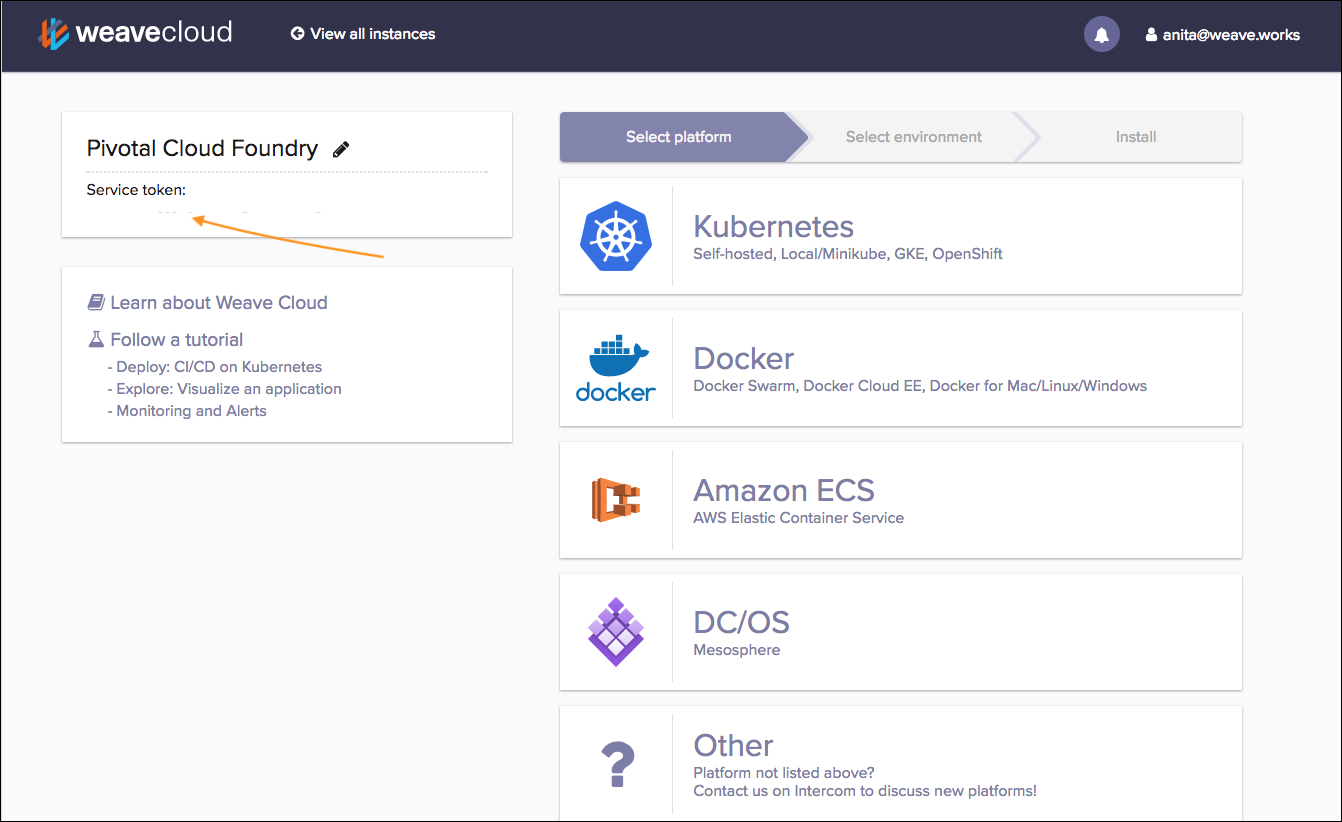 weavecloud
View all instances
anita@weave.works
Pivotal Cloud Foundry
Service token:
Learn about Weave Cloud
Follow a tutorial
- Deploy: CI/CD on Kubernetes
- Explore: Visualize an application
- Monitoring and Alerts
Select platform
Select environment
Install
Kubernetes
Self-hosted, Local/Minikube, GKE, OpenShift
docker
Docker
Docker Swarm, Docker Cloud EE, Docker for Mac/Linux/Windows
Amazon ECS
AWS Elastic Container Service
DC/OS
Mesosphere
?
Other
Platform not listed above?
Contact us on Intercom to discuss new platforms!